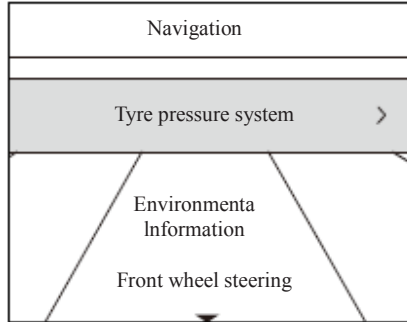 Navigation
Tyre pressure system
Environmenta
lnformation
Front wheel steering